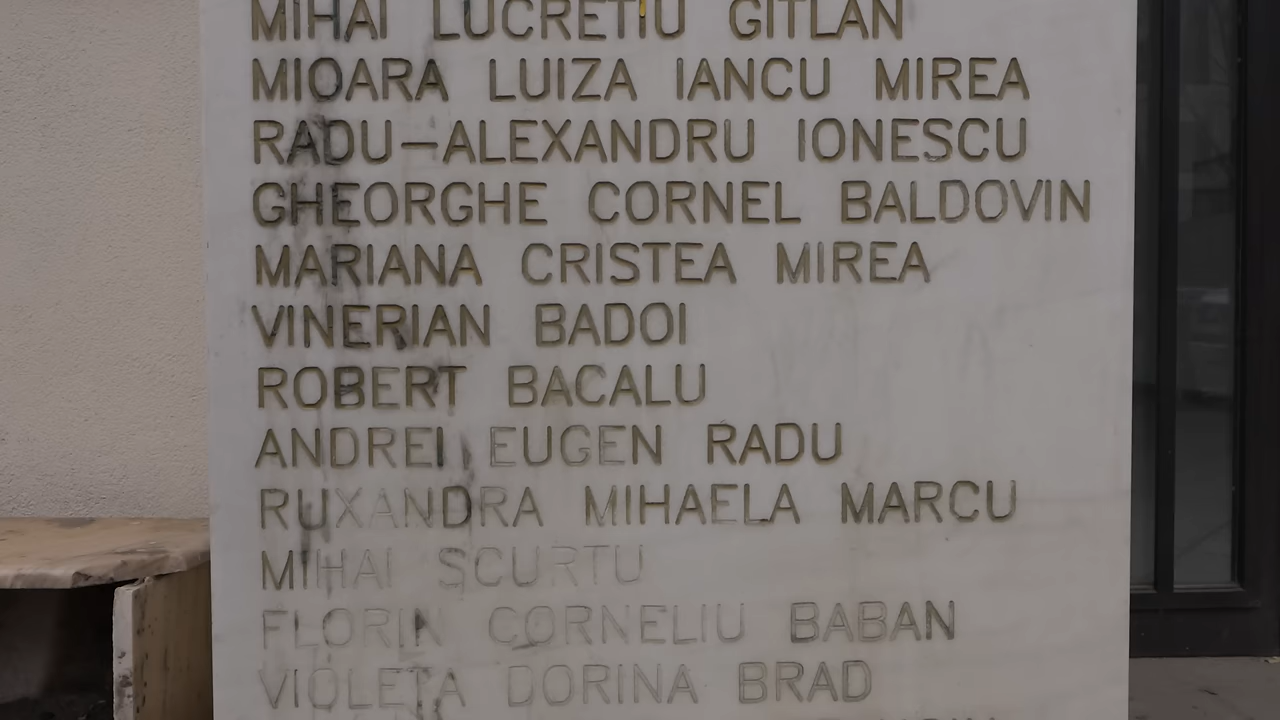 MIHAI LUCREȚIU GITLAN
MIOARA LUIZA IANCU MIREA
RADU-ALEXANDRU IONESCU
GHEORGHE CORNEL BALDOVIN
MARIANA CRISTEA MIREA
VINERIAN BADOI
ROBERT BACALU
ANDREI EUGEN RADU
RUXANDRA MIHAELA MARCU
MIHAI SCURTU
FLORIN CORNELIU BABAN
VIOLETA DORINA BRAD